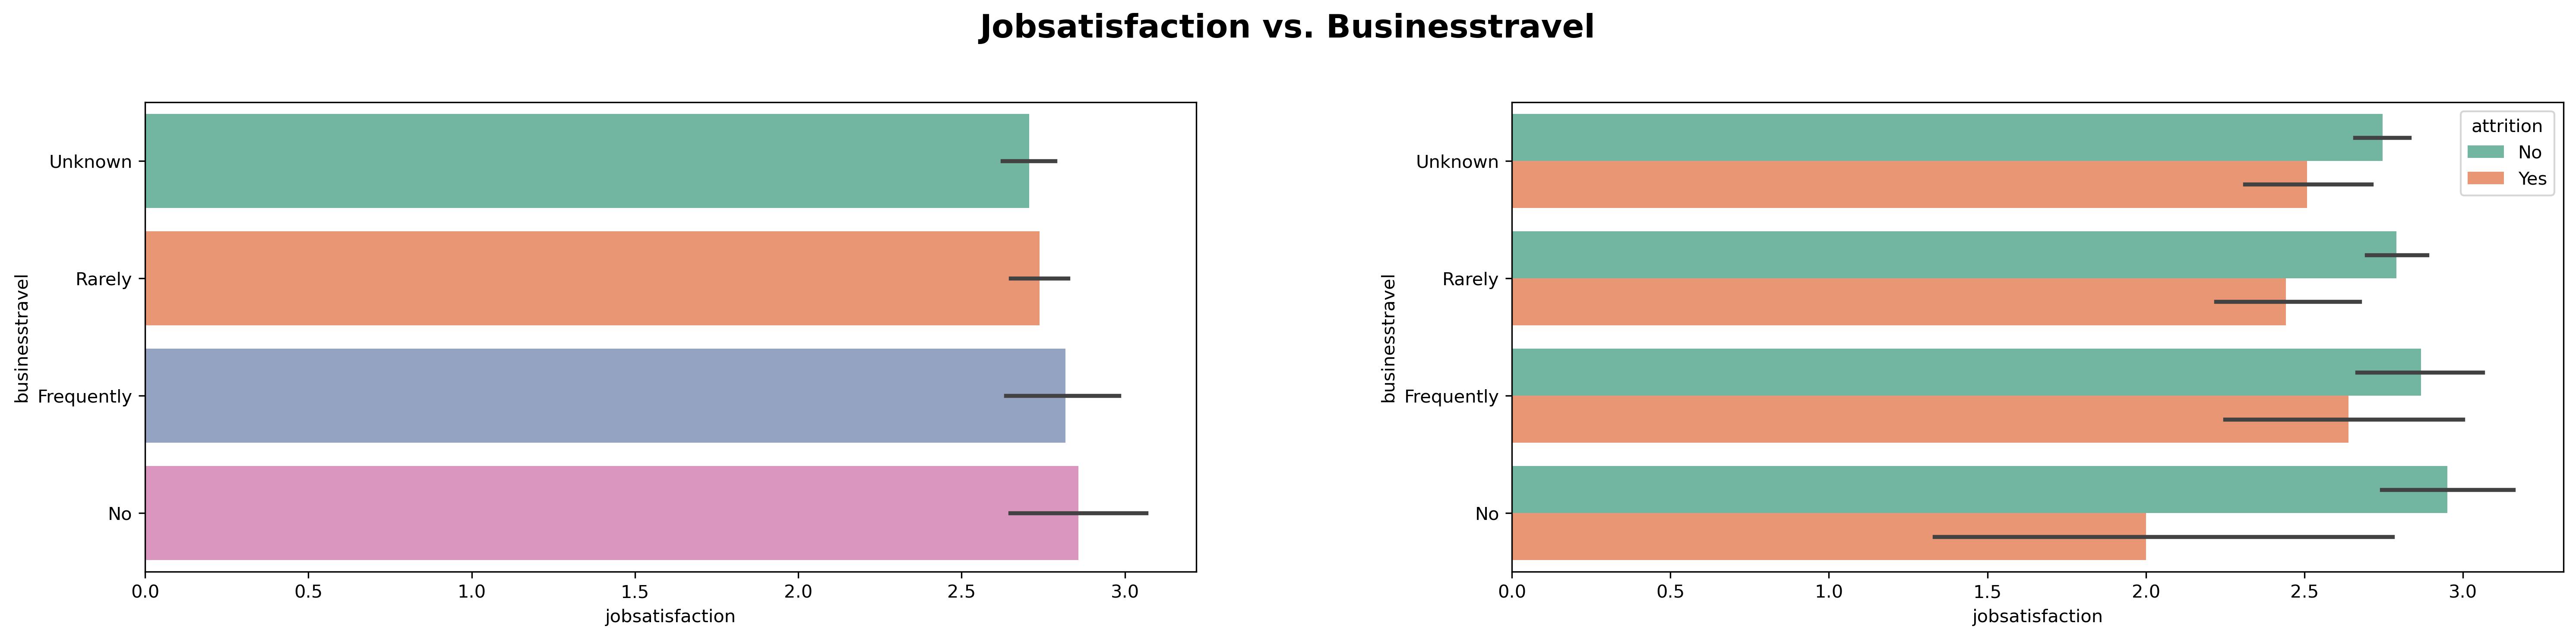 Jobsatisfaction vs. Businesstravel
businesstravel
Unknown
Rarely
Frequently
No
0.0 0.5 1.0 1.5 2.0 2.5 3.0
jobsatisfaction
businesstravel
Unknown
Rarely
Frequently
No
0.0 0.5 1.0 1.5 2.0 2.5 3.0
jobsatisfaction
attrition
No
Yes